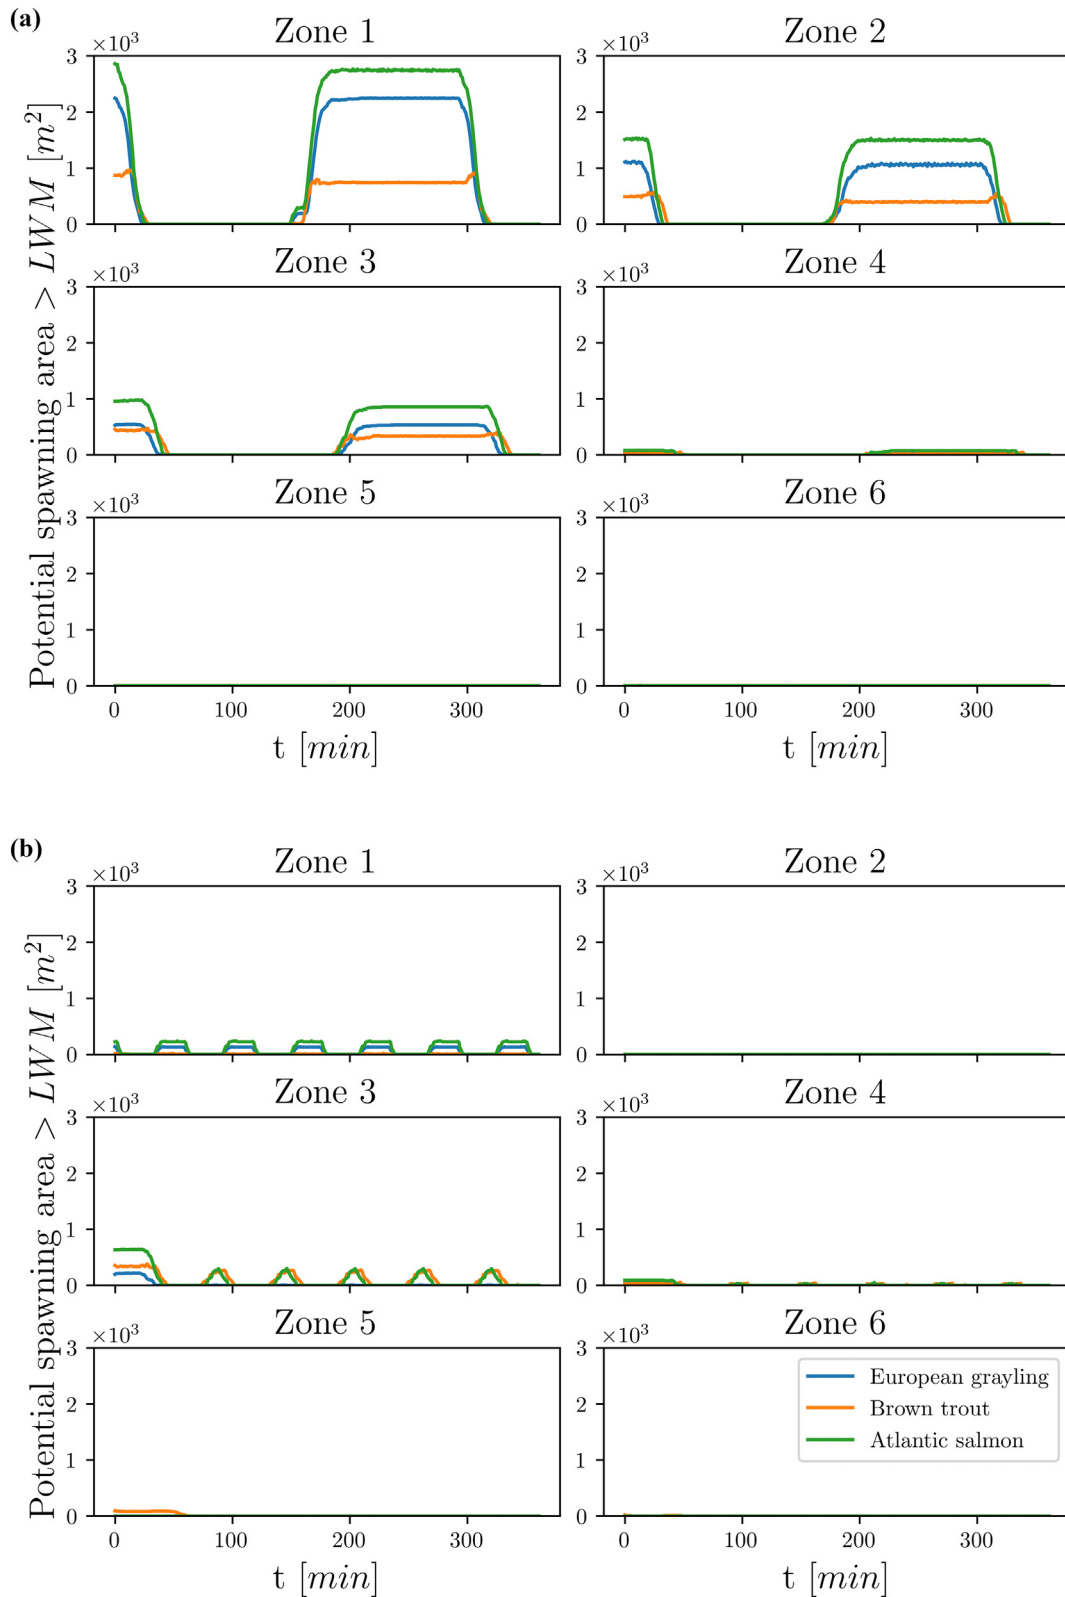 (a)
Zone 1
Zone 2
×10³
3
2
1
0
×10³
3
2
1
0
Zone 3
Zone 4
×10³
3
2
1
0
×10³
3
2
1
0
Zone 5
Zone 6
×10³
3
2
1
0
×10³
3
2
1
0
0 100 200 300
0 100 200 300
t [min]
t [min]
Potential spawning area > LWM [m²]
(b)
Zone 1
Zone 2
×10³
3
2
1
0
×10³
3
2
1
0
Zone 3
Zone 4
×10³
3
2
1
0
×10³
3
2
1
0
Zone 5
Zone 6
×10³
3
2
1
0
×10³
3
2
1
0
European grayling
Brown trout
Atlantic salmon
0 100 200 300
0 100 200 300
t [min]
t [min]
Potential spawning area > LWM [m²]